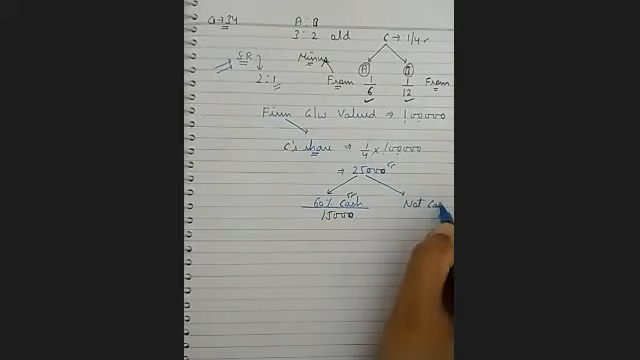 Q → 34 A : B
3 : 2 old C → 1/4
SR Minus A B
2 : 1 From 1/6 1/12 From
Firm G/w Valued ⇒ 100000
C's share ⇒ 1/4 × 100000
⇒ 25000
60% Cash Not Ca
15000